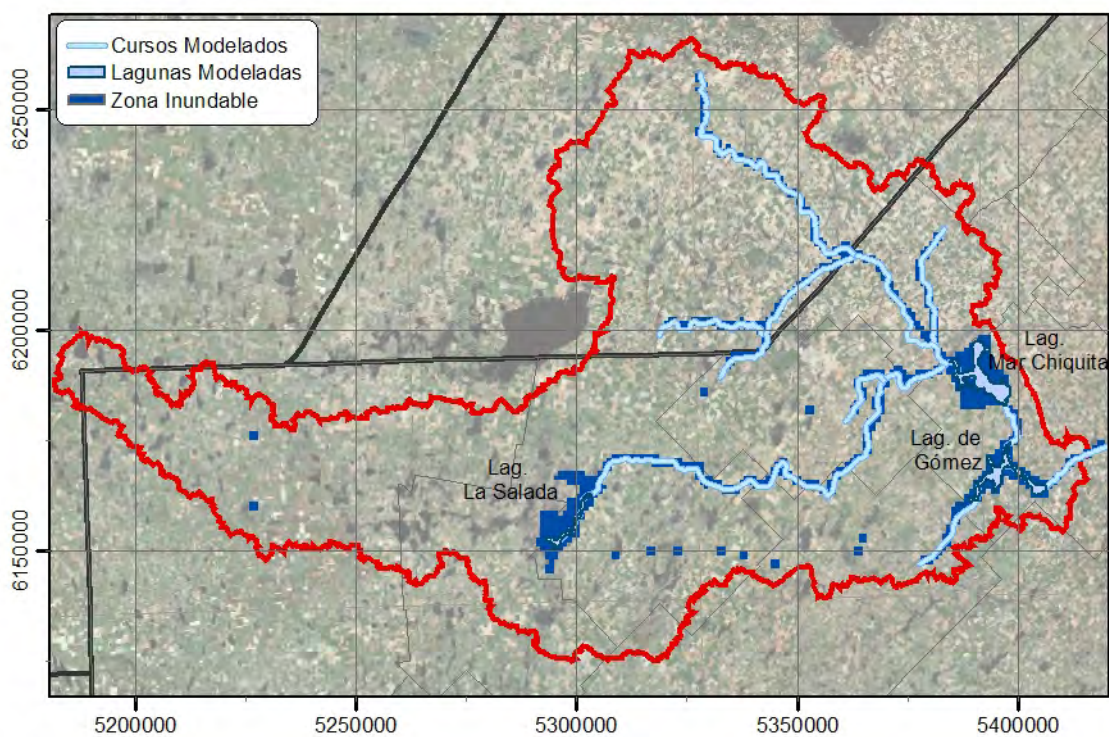 Cursos Modelados
Lagunas Modeladas
Zona Inundable
6250000
6200000
6150000
Lag.
Mar Chiquita
Lag. de
Gómez
Lag.
La Salada
5200000
5250000
5300000
5350000
5400000